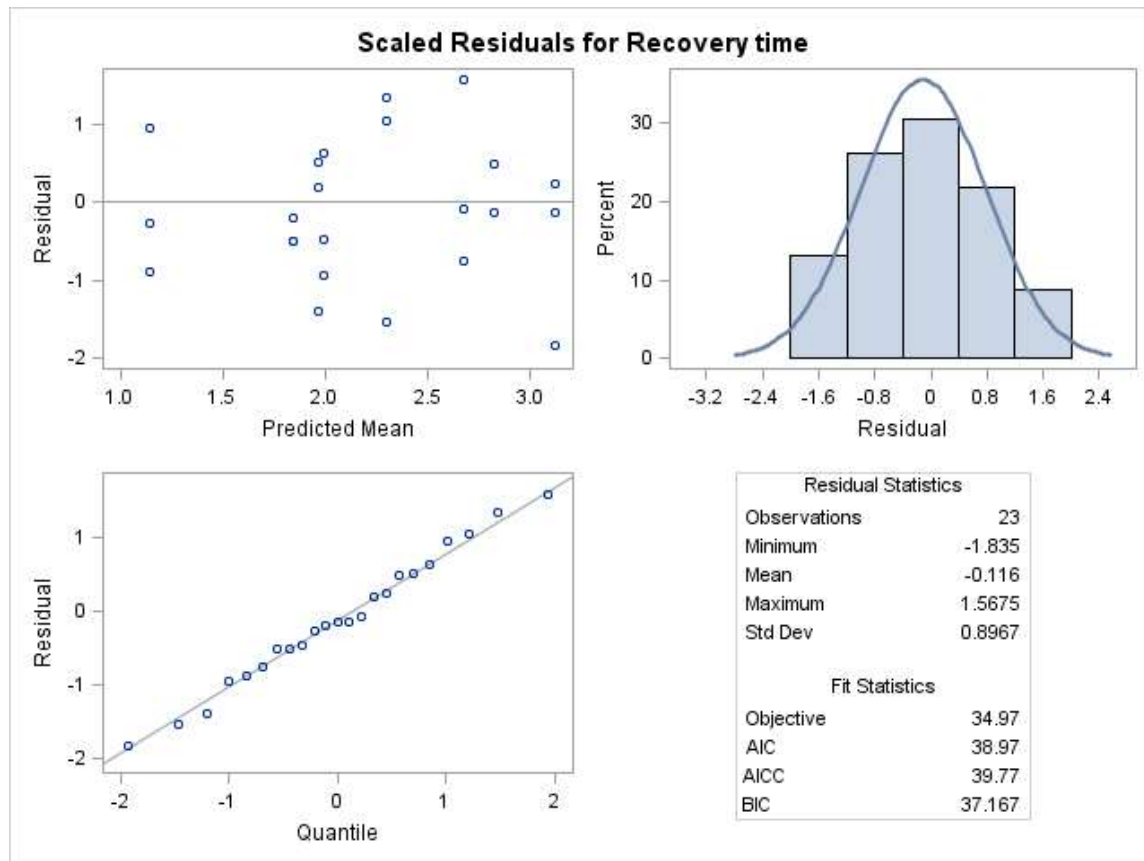 Scaled Residuals for Recovery time
Residual
1
0
-1
-2
1.0 1.5 2.0 2.5 3.0
Predicted Mean
Percent
30
20
10
0
-3.2 -2.4 -1.6 -0.8 0 0.8 1.6 2.4
Residual
Residual
1
0
-1
-2
-2 -1 0 1 2
Quantile
Residual Statistics
Observations 23
Minimum -1.835
Mean -0.116
Maximum 1.5675
Std Dev 0.8967
Fit Statistics
Objective 34.97
AIC 38.97
AICC 39.77
BIC 37.167